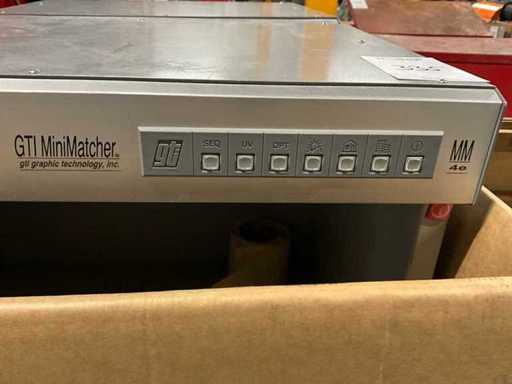 GTI MiniMatcher
gti graphic technology, inc.
gti
SEQ UV OPT
MM
4e